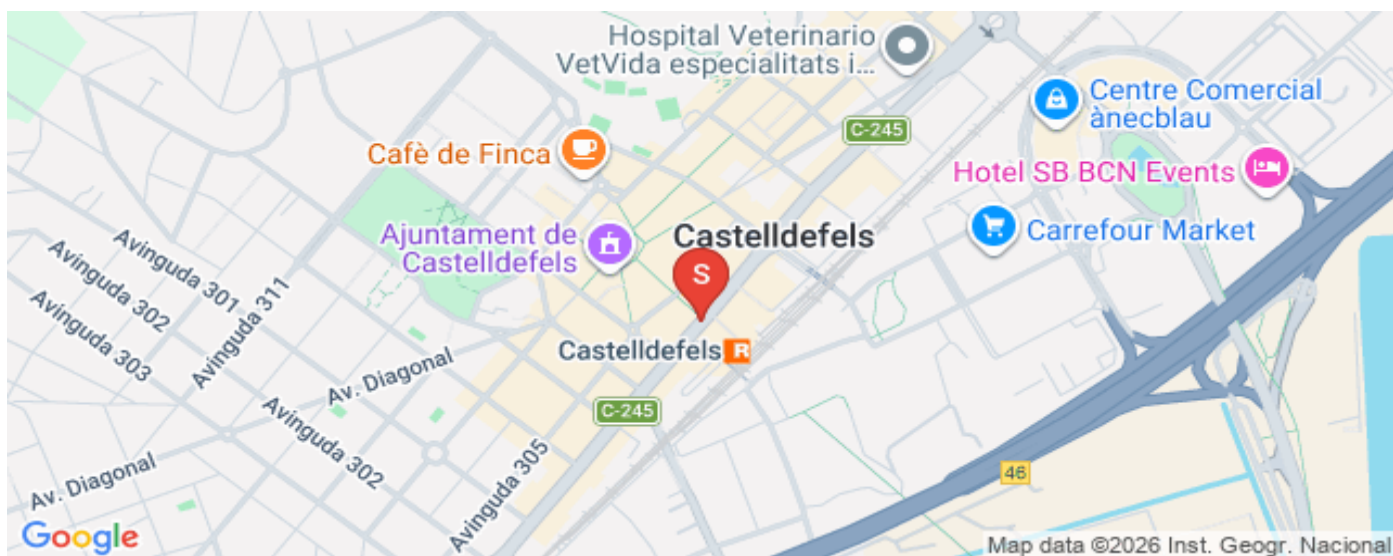 Hospital Veterinario
VetVida especialitats i...
Centre Comercial
ànecblau
C-245
Cafè de Finca
Hotel SB BCN Events
Ajuntament de
Castelldefels
Castelldefels
Carrefour Market
S
Avinguda 301
Avinguda 302
Avinguda 303
Avinguda 311
Castelldefels
R
Av. Diagonal
C-245
Avinguda 302
Avinguda 305
Av. Diagonal
46
Google
Map data ©2026 Inst. Geogr. Nacional